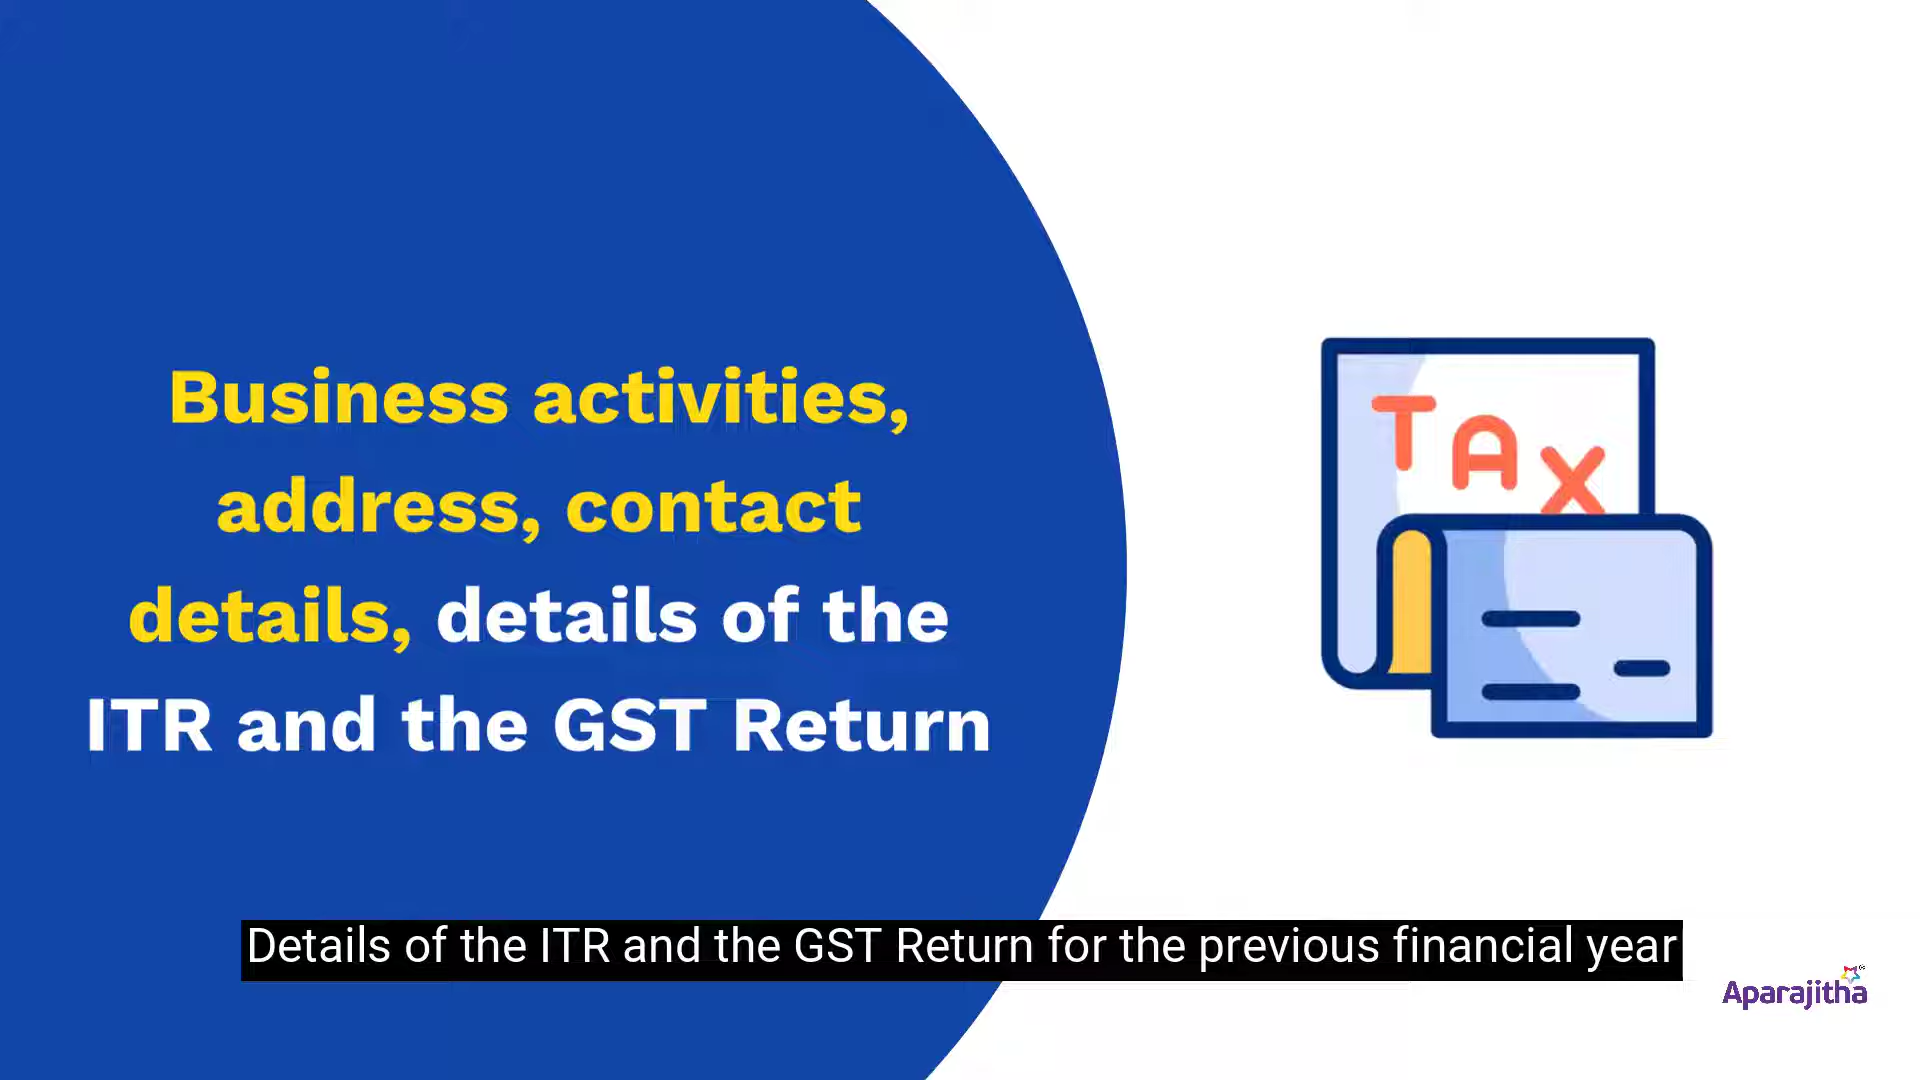 Business activities,
address, contact
details, details of the
ITR and the GST Return
TAX
Details of the ITR and the GST Return for the previous financial year
Aparajitha